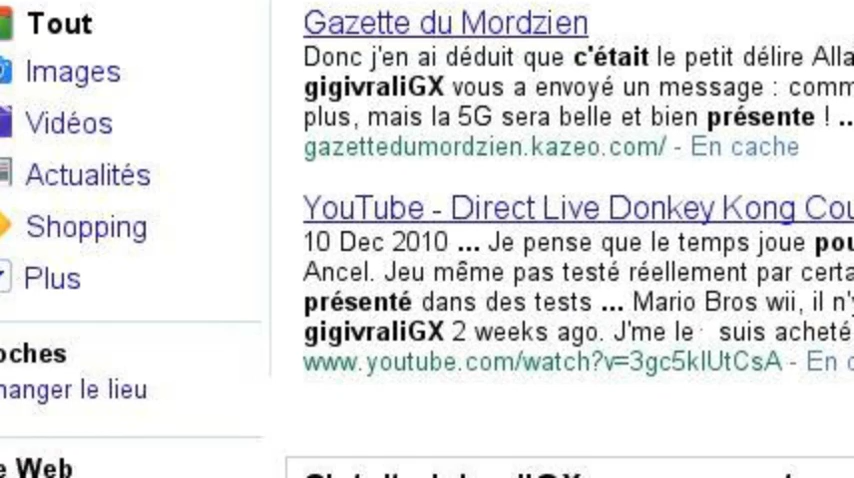 Tout
Images
Vidéos
Actualités
Shopping
Plus
oches
hanger le lieu
e Web
Gazette du Mordzien
Donc j'en ai déduit que c'était le petit délire Alla
gigivraliGX vous a envoyé un message : comm
plus, mais la 5G sera belle et bien présente ! ...
gazettedumordzien.kazeo.com/ - En cache
YouTube - Direct Live Donkey Kong Cou
10 Dec 2010 ... Je pense que le temps joue pou
Ancel. Jeu même pas testé réellement par certa
présenté dans des tests ... Mario Bros wii, il n'y
gigivraliGX 2 weeks ago. J'me le suis acheté
www.youtube.com/watch?v=3gc5klUtCsA - En c